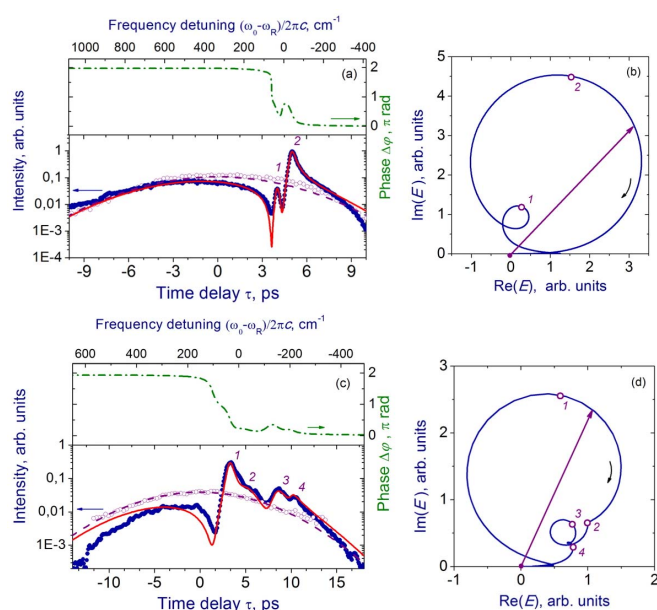 Frequency detuning (ω₀-ω_R)/2πc, cm⁻¹
1000 800 600 400 200 0 -200 -400
(a)
2
1
0
Phase Δφ, π rad
Intensity, arb. units
1
0,1
0,01
1E-3
1E-4
1
2
-9 -6 -3 0 3 6 9
Time delay τ, ps
(b)
5
4
3
2
1
0
Im(E), arb. units
2
1
-1 0 1 2 3
Re(E), arb. units
Frequency detuning (ω₀-ω_R)/2πc, cm⁻¹
600 400 200 0 -200 -400
(c)
2
1
0
Phase Δφ, π rad
Intensity, arb. units
1
0,1
0,01
1E-3
1
2
3
4
-10 -5 0 5 10 15
Time delay τ, ps
(d)
3
2
1
0
Im(E), arb. units
1
3
2
4
-1 0 1 2
Re(E), arb. units